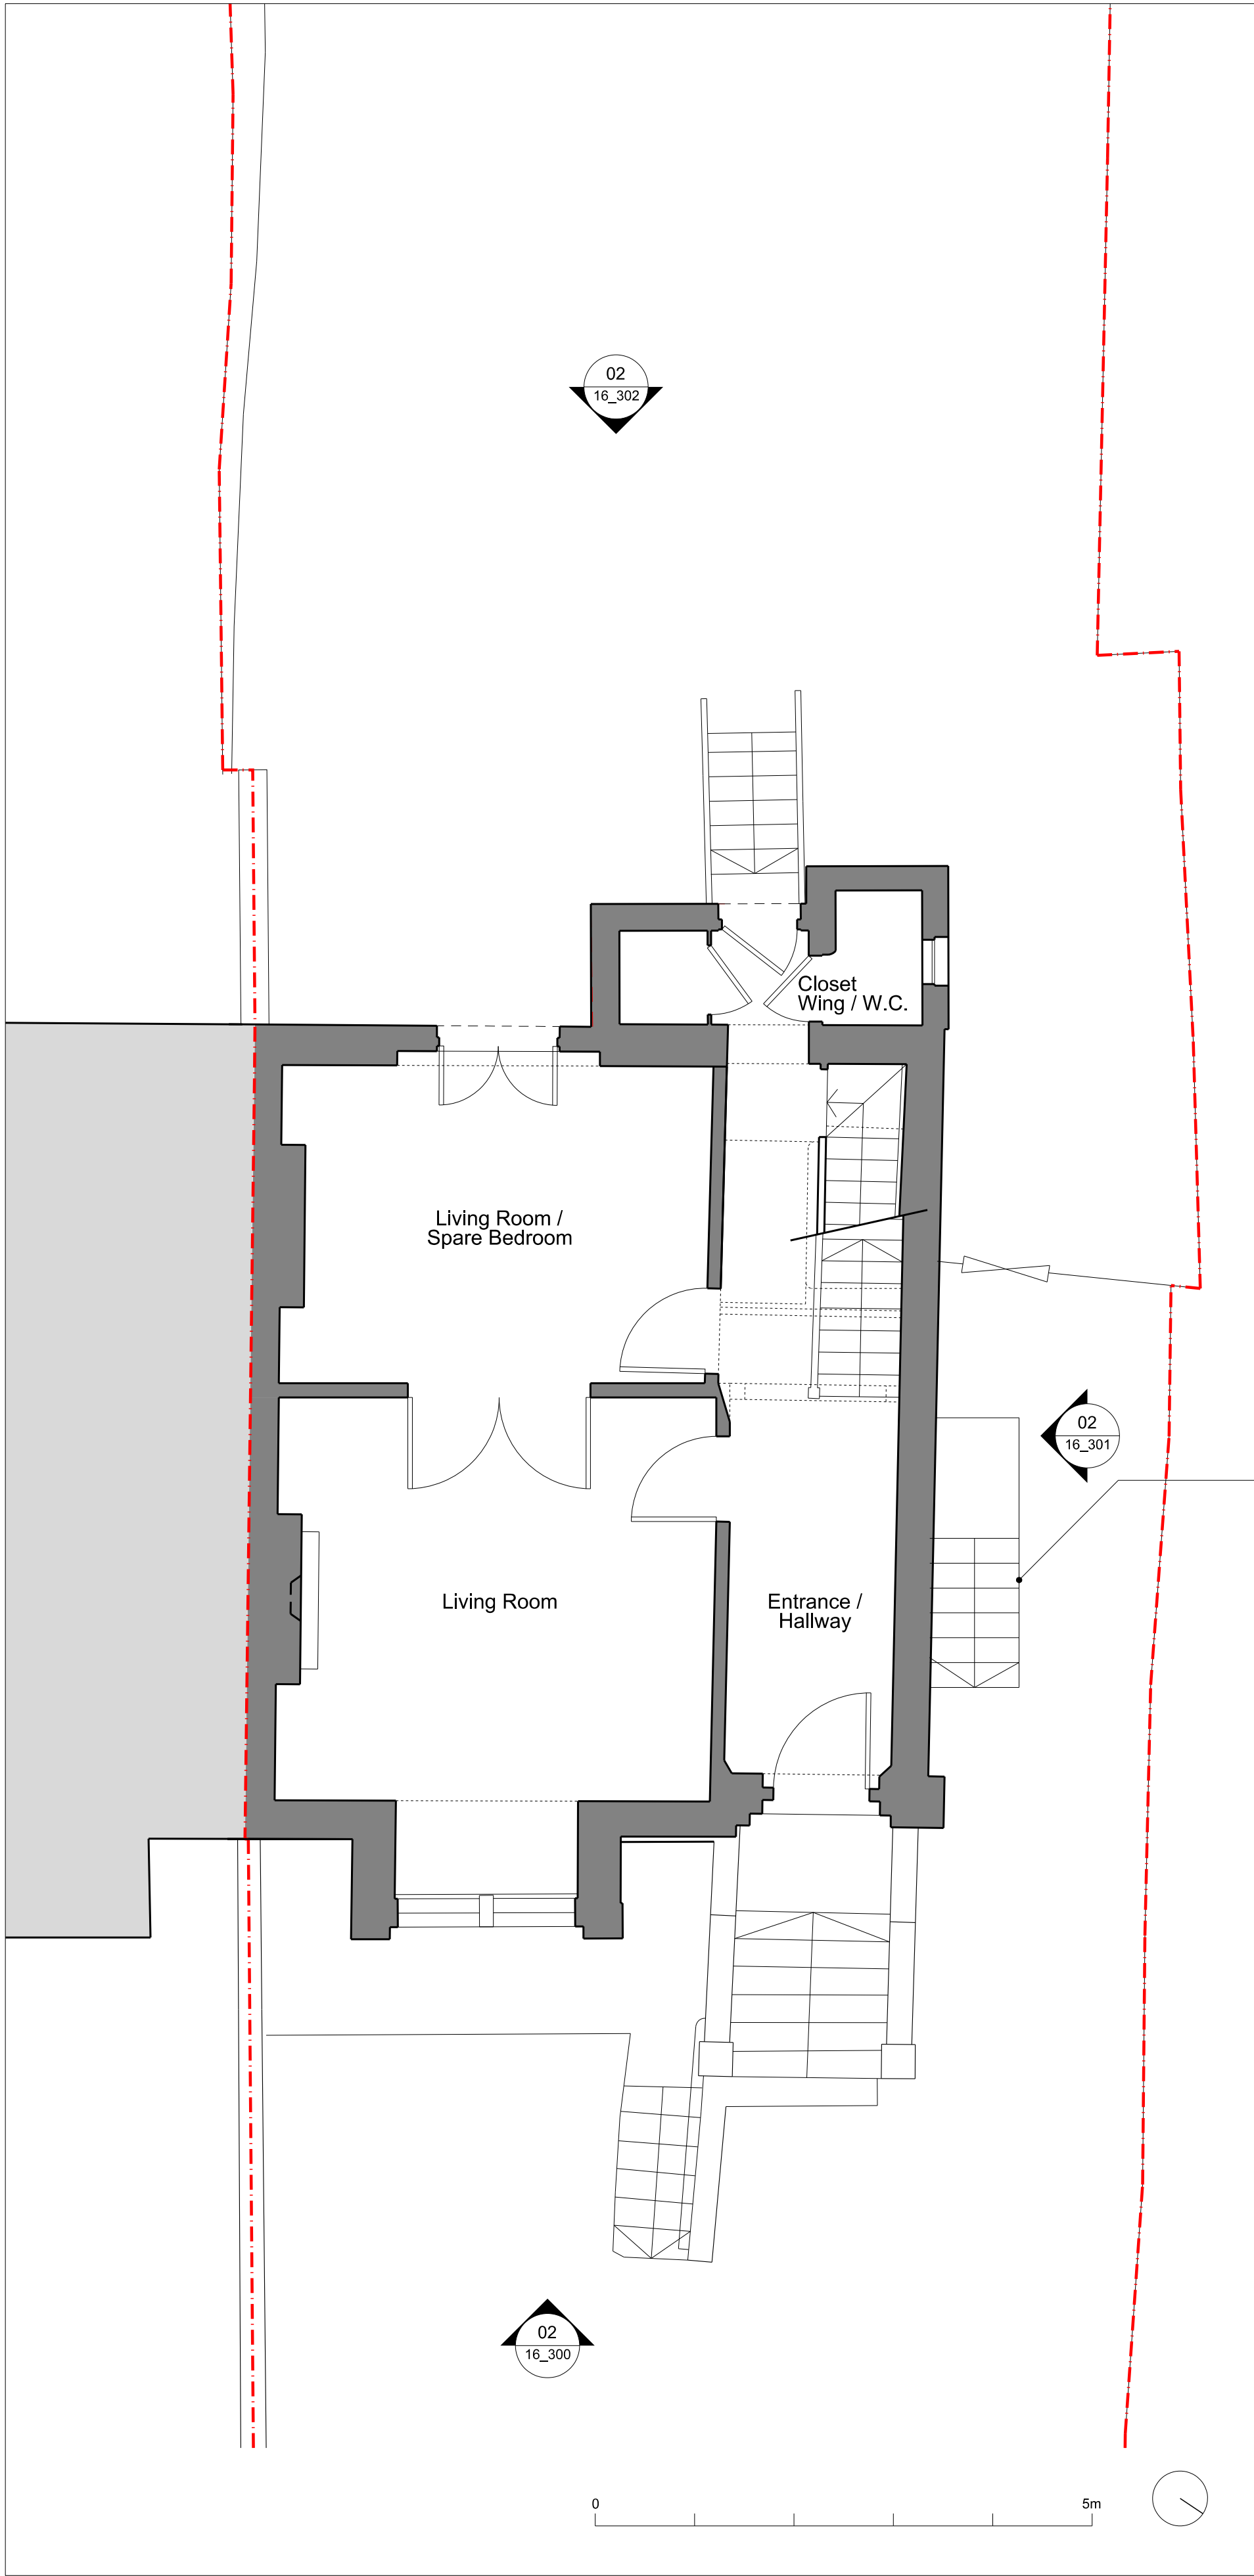 02
16_302
Closet
Wing / W.C.
Living Room /
Spare Bedroom
02
16_301
Living Room
Entrance /
Hallway
02
16_300
0
5m